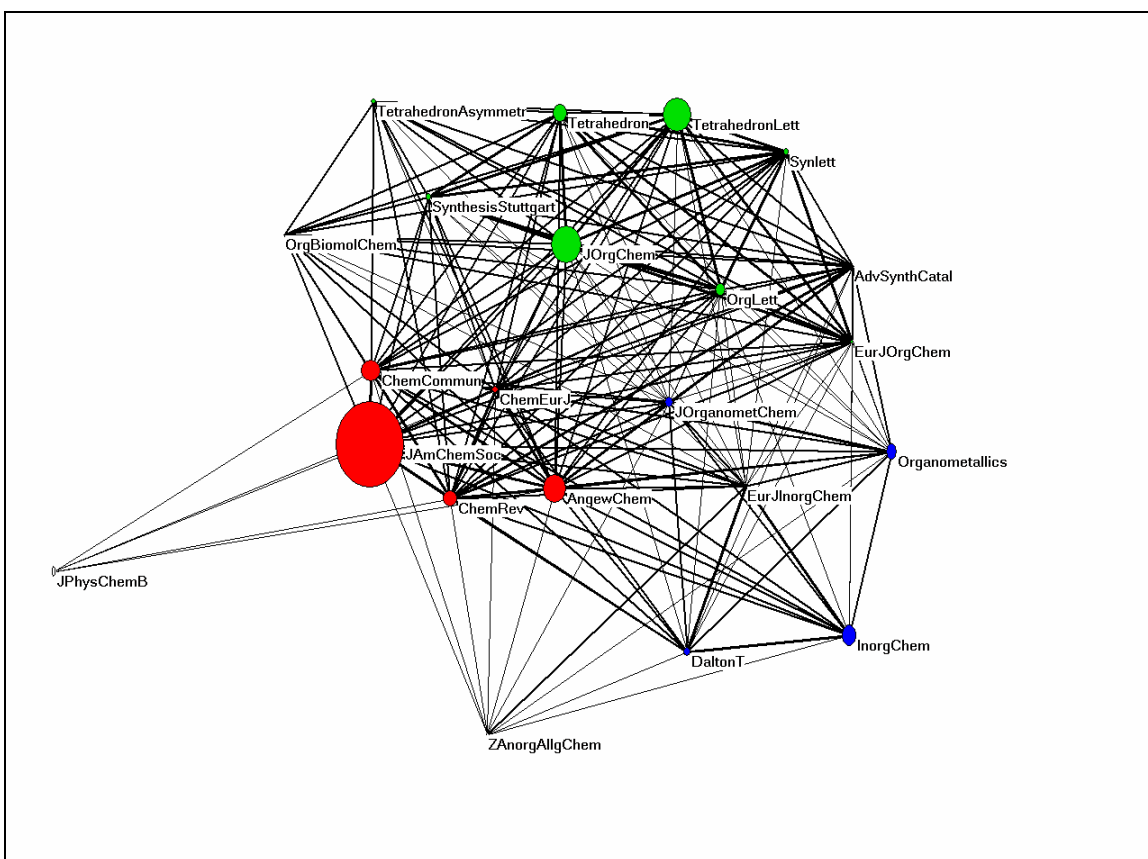 TetrahedronAsymmetr
Tetrahedron
TetrahedronLett
Synlett
SynthesisStuttgart
OrgBiomolChem
JOrgChem
AdvSynthCatal
OrgLett
EurJOrgChem
ChemCommun
ChemEurJ
JOrganometChem
JAmChemSoc
Organometallics
AngewChem
EurJInorgChem
ChemRev
JPhysChemB
InorgChem
DaltonT
ZAnorgAllgChem